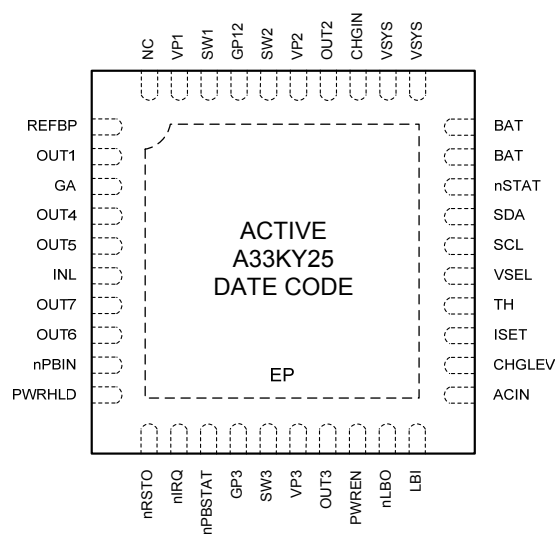 NC
VP1
SW1
GP12
SW2
VP2
OUT2
CHGIN
VSYS
VSYS
REFBP
OUT1
GA
OUT4
OUT5
INL
OUT7
OUT6
nPBIN
PWRHLD
ACTIVE
A33KY25
DATE CODE
EP
BAT
BAT
nSTAT
SDA
SCL
VSEL
TH
ISET
CHGLEV
ACIN
nRSTO
nIRQ
nPBSTAT
GP3
SW3
VP3
OUT3
PWREN
nLBO
LBI